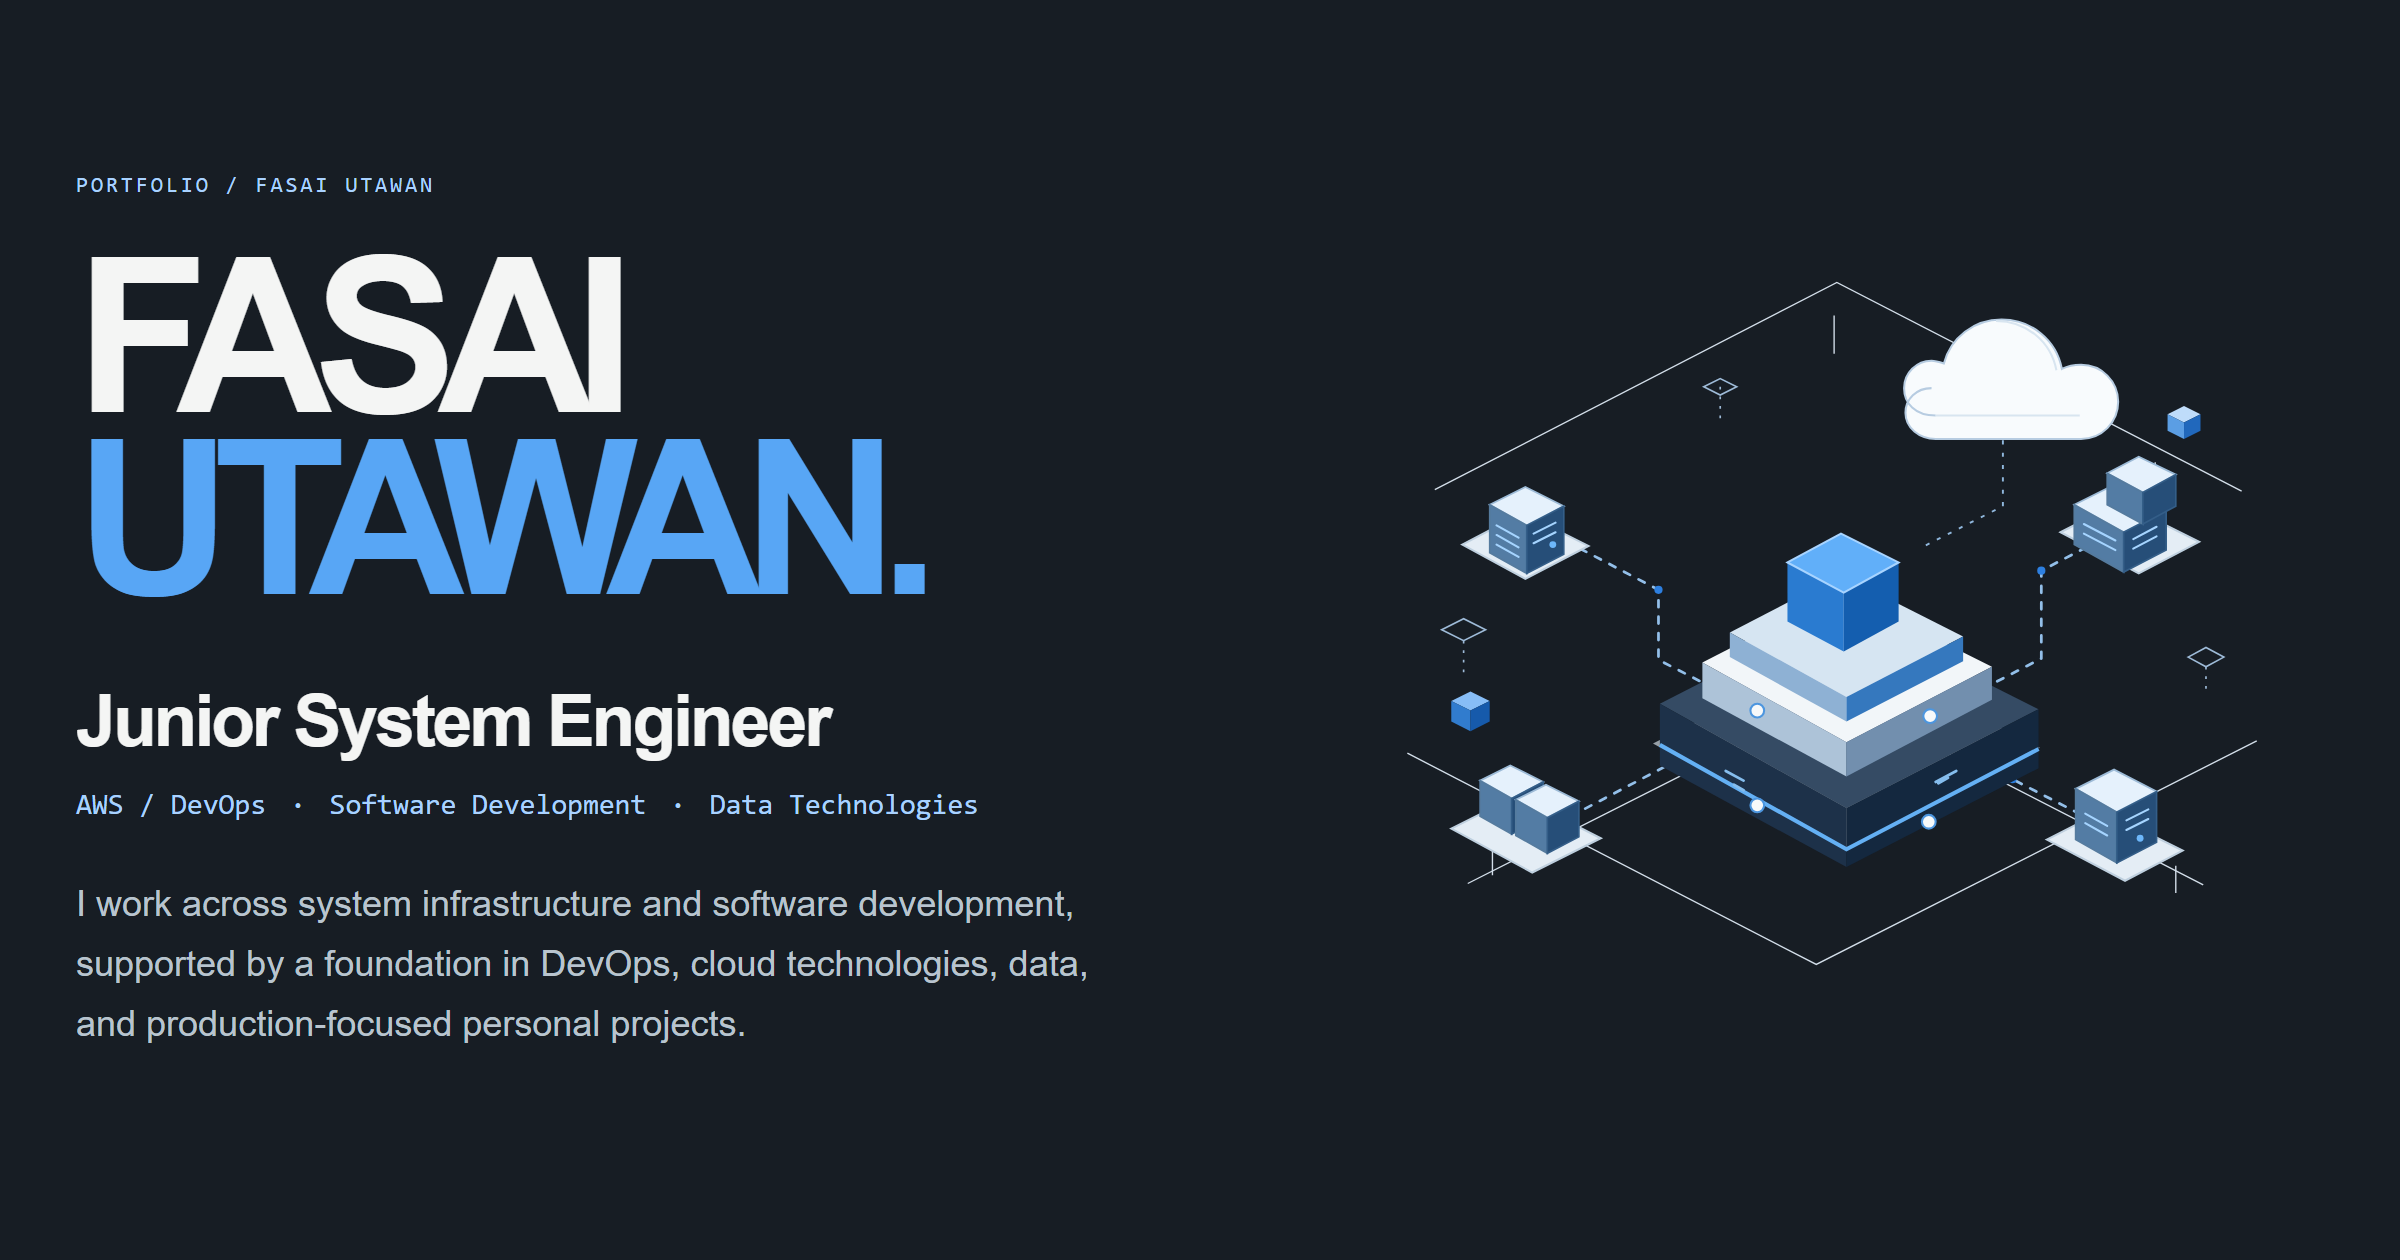 PORTFOLIO / FASAI UTAWAN
FASAI
UTAWAN.
Junior System Engineer
AWS / DevOps · Software Development · Data Technologies
I work across system infrastructure and software development,
supported by a foundation in DevOps, cloud technologies, data,
and production-focused personal projects.